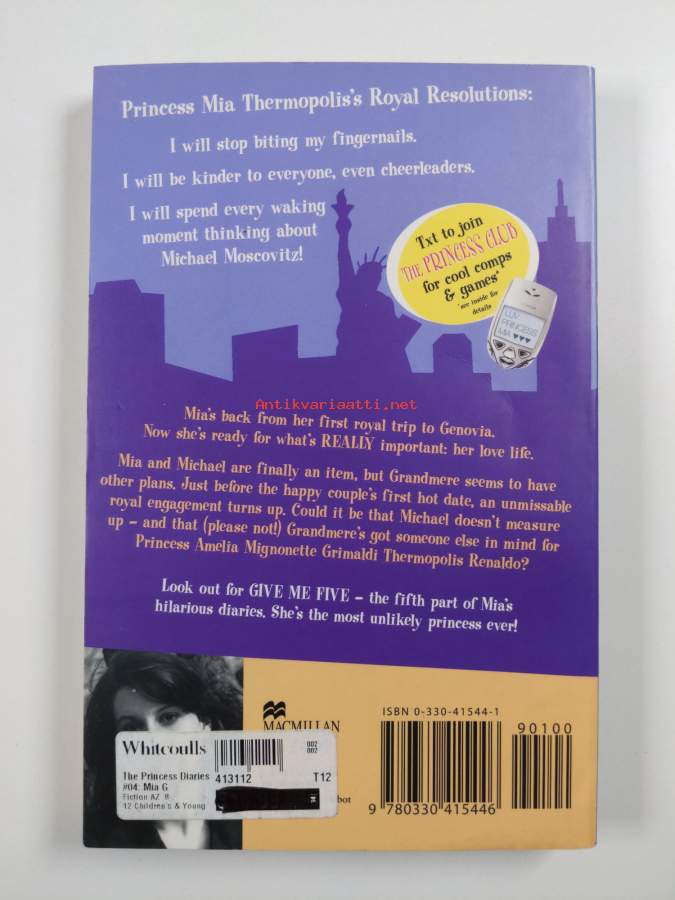 Princess Mia Thermopolis's Royal Resolutions:
I will stop biting my fingernails.
I will be kinder to everyone, even cheerleaders.
I will spend every waking
moment thinking about
Michael Moscovitz!
Txt to join
THE PRINCESS CLUB
for cool comps
& games*
*see inside for
details
LUV
PRINCESS
MIA ♥♥♥
Antikvariaatti.net
Mia's back from her first royal trip to Genovia.
Now she's ready for what's REALLY important: her love life.
Mia and Michael are finally an item, but Grandmere seems to have
other plans. Just before the happy couple's first hot date, an unmissable
royal engagement turns up. Could it be that Michael doesn't measure
up – and that (please not!) Grandmere's got someone else in mind for
Princess Amelia Mignonette Grimaldi Thermopolis Renaldo?
Look out for GIVE ME FIVE – the fifth part of Mia's
hilarious diaries. She's the most unlikely princess ever!
MACMILLAN
ISBN 0-330-41544-1
90100
9 780330 415446
Whitcoulls
002
002
The Princess Diaries
413112
T12
#04: Mia G
Fiction AZ
12 Children's & Young
bot